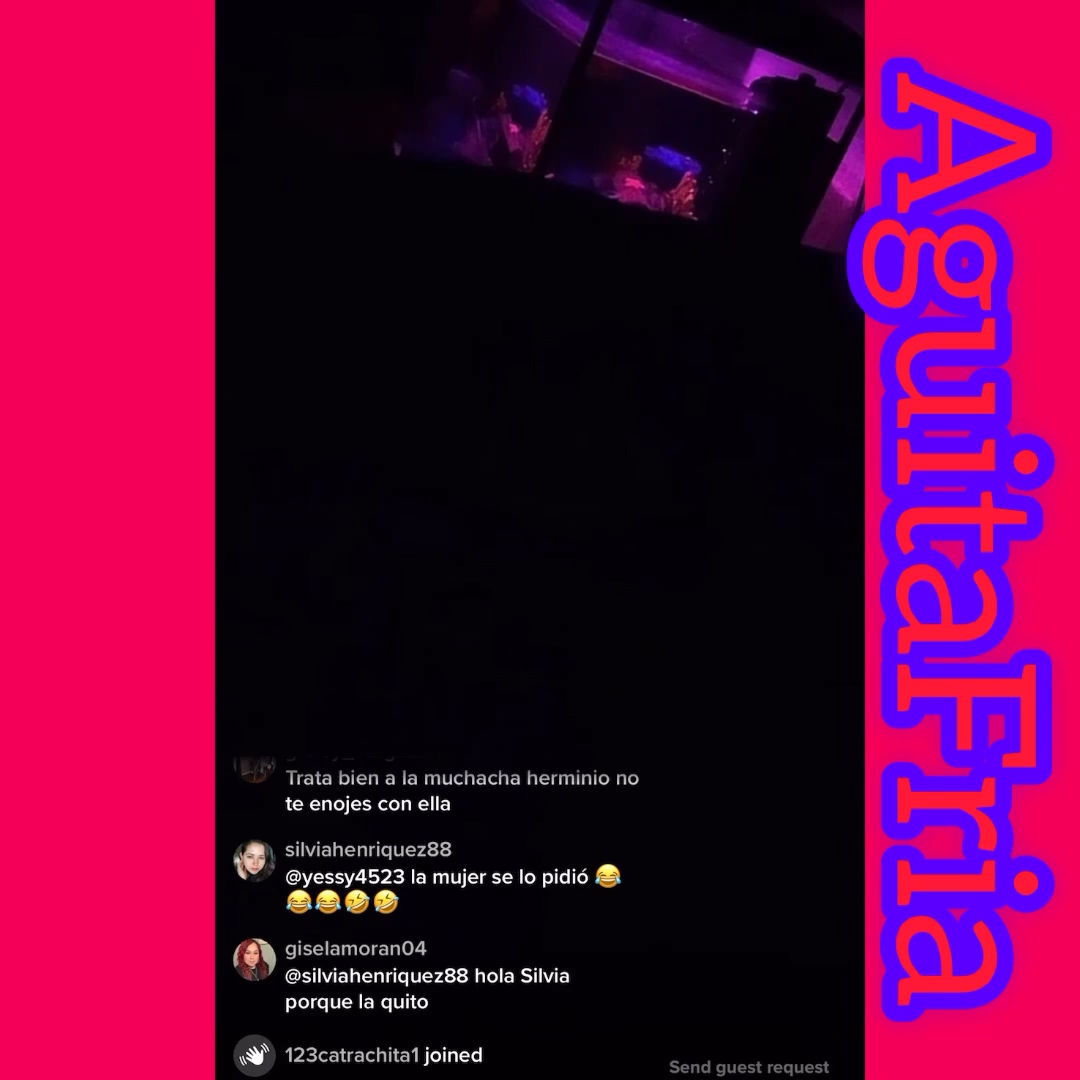 Trata bien a la muchacha herminio no
te enojes con ella
silviahenriquez88
@yessy4523 la mujer se lo pidió 😂
😂😂🤣🤣
giselamoran04
@silviahenriquez88 hola Silvia
porque la quito
123catrachita1 joined
Send guest request
AguitaFria